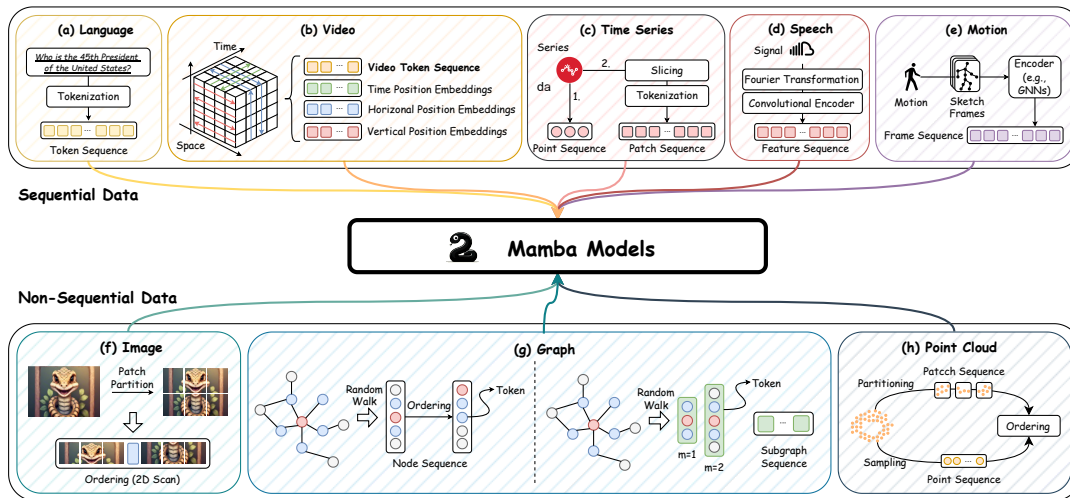 (a) Language
Who is the 45th President
of the United States?
Tokenization
Token Sequence
(b) Video
Time
Space
Video Token Sequence
Time Position Embeddings
Horizonal Position Embeddings
Vertical Position Embeddings
(c) Time Series
Series
da
2.
1.
Slicing
Tokenization
Point Sequence
Patch Sequence
(d) Speech
Signal
Fourier Transformation
Convolutional Encoder
Feature Sequence
(e) Motion
Motion
Sketch
Frames
Encoder
(e.g.,
GNNs)
Frame Sequence
Sequential Data
Mamba Models
Non-Sequential Data
(f) Image
Patch
Partition
Ordering (2D Scan)
(g) Graph
Random
Walk
Ordering
Token
Node Sequence
Random
Walk
m=1
m=2
Token
Subgraph
Sequence
(h) Point Cloud
Partitioning
Patcch Sequence
Ordering
Sampling
Point Sequence